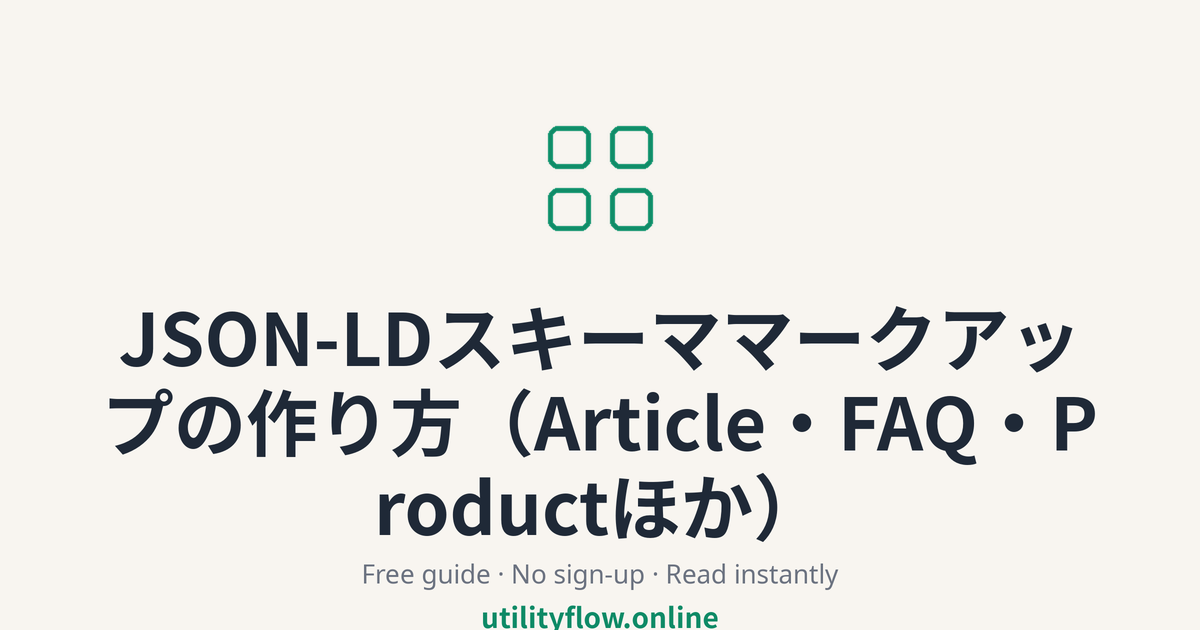 JSON-LDスキーママークアッ
プの作り方（Article・FAQ・P
roductほか）
Free guide · No sign-up · Read instantly
utilityflow.online